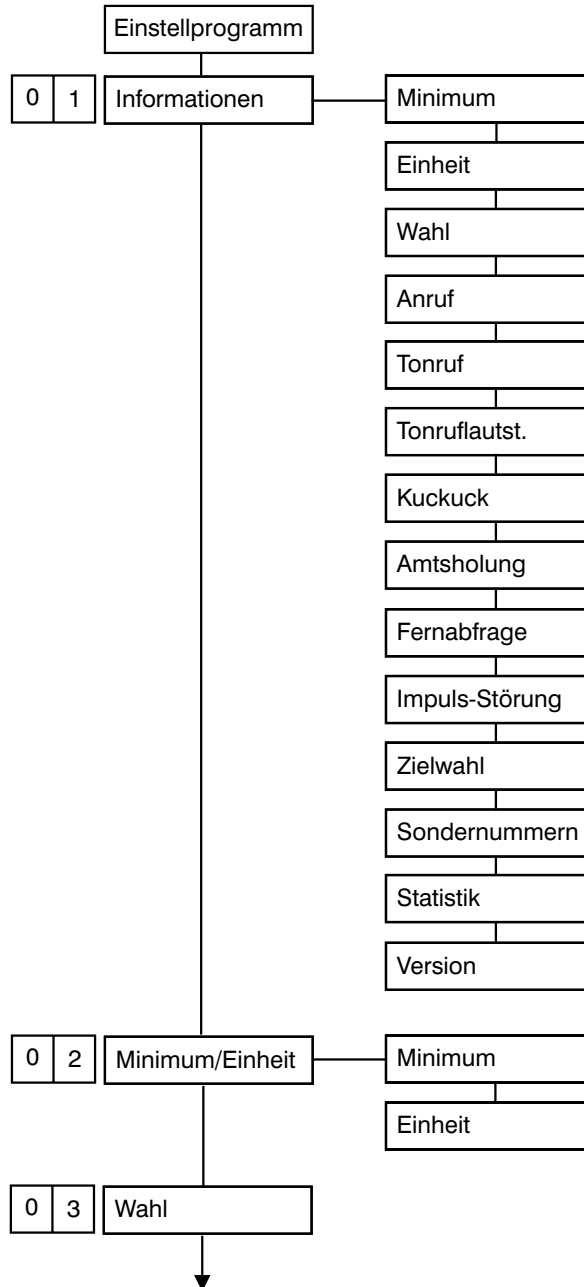 Einstellprogramm
0 1 Informationen Minimum
Einheit
Wahl
Anruf
Tonruf
Tonruflautst.
Kuckuck
Amtsholung
Fernabfrage
Impuls-Störung
Zielwahl
Sondernummern
Statistik
Version
0 2 Minimum/Einheit Minimum
Einheit
0 3 Wahl